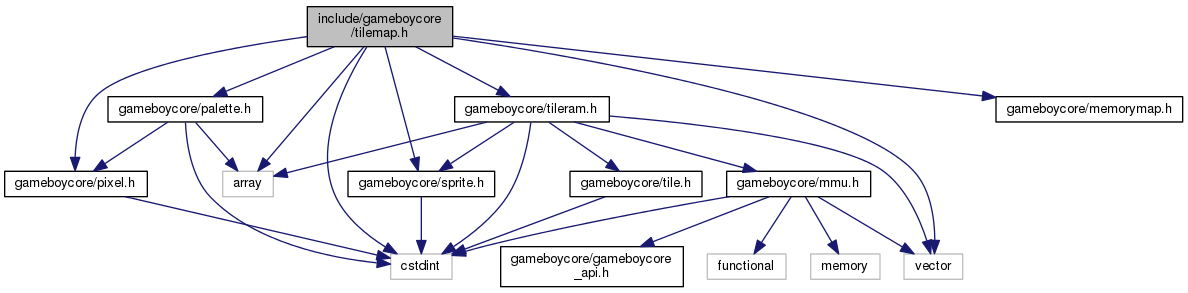 include/gameboycore
/tilemap.h
gameboycore/palette.h
gameboycore/tileram.h
gameboycore/memorymap.h
gameboycore/pixel.h
array
gameboycore/sprite.h
gameboycore/tile.h
gameboycore/mmu.h
cstdint
gameboycore/gameboycore
_api.h
functional
memory
vector